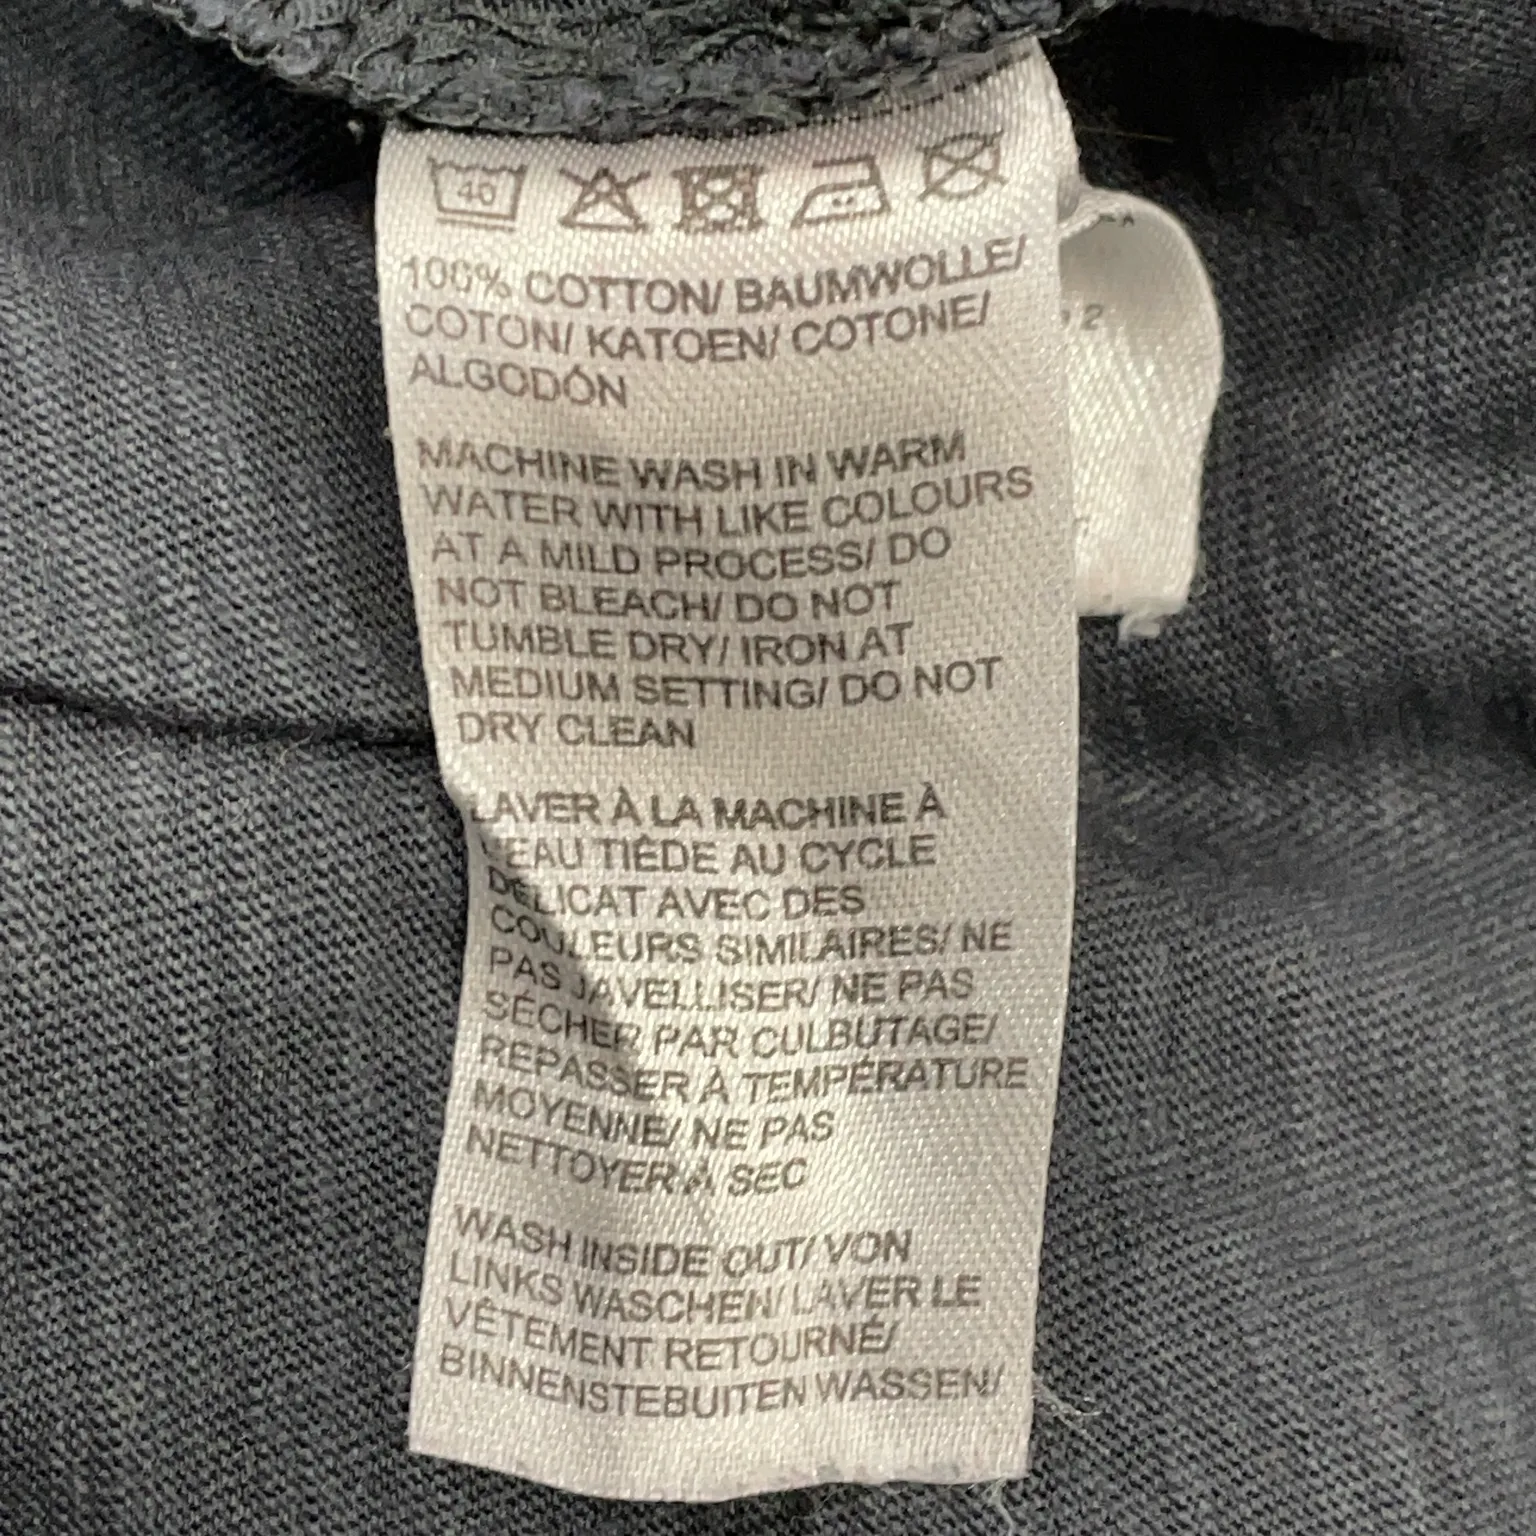 40
100% COTTON/ BAUMWOLLE/
COTON/ KATOEN/ COTONE/
ALGODÓN
MACHINE WASH IN WARM
WATER WITH LIKE COLOURS
AT A MILD PROCESS/ DO
NOT BLEACH/ DO NOT
TUMBLE DRY/ IRON AT
MEDIUM SETTING/ DO NOT
DRY CLEAN
LAVER À LA MACHINE À
L'EAU TIÈDE AU CYCLE
DÉLICAT AVEC DES
COULEURS SIMILAIRES/ NE
PAS JAVELLISER/ NE PAS
SÉCHER PAR CULBUTAGE/
REPASSER À TEMPÉRATURE
MOYENNE/ NE PAS
NETTOYER À SEC
WASH INSIDE OUT/ VON
LINKS WASCHEN/ LAVER LE
VÊTEMENT RETOURNÉ/
BINNENSTEBUITEN WASSEN/
2